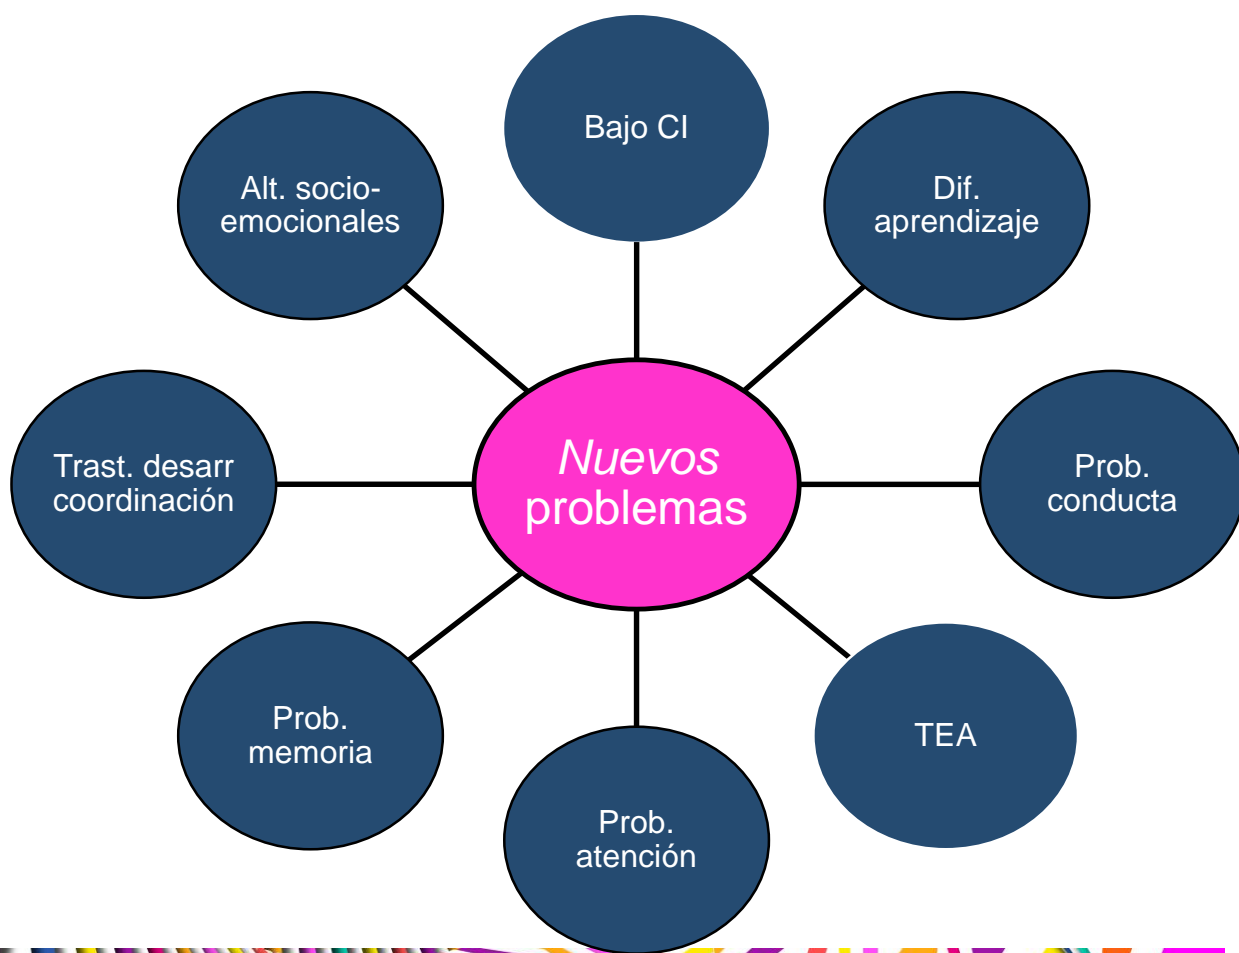 Bajo CI
Alt. socio-
emocionales
Dif.
aprendizaje
Nuevos
problemas
Trast. desarr
coordinación
Prob.
conducta
Prob.
memoria
TEA
Prob.
atención